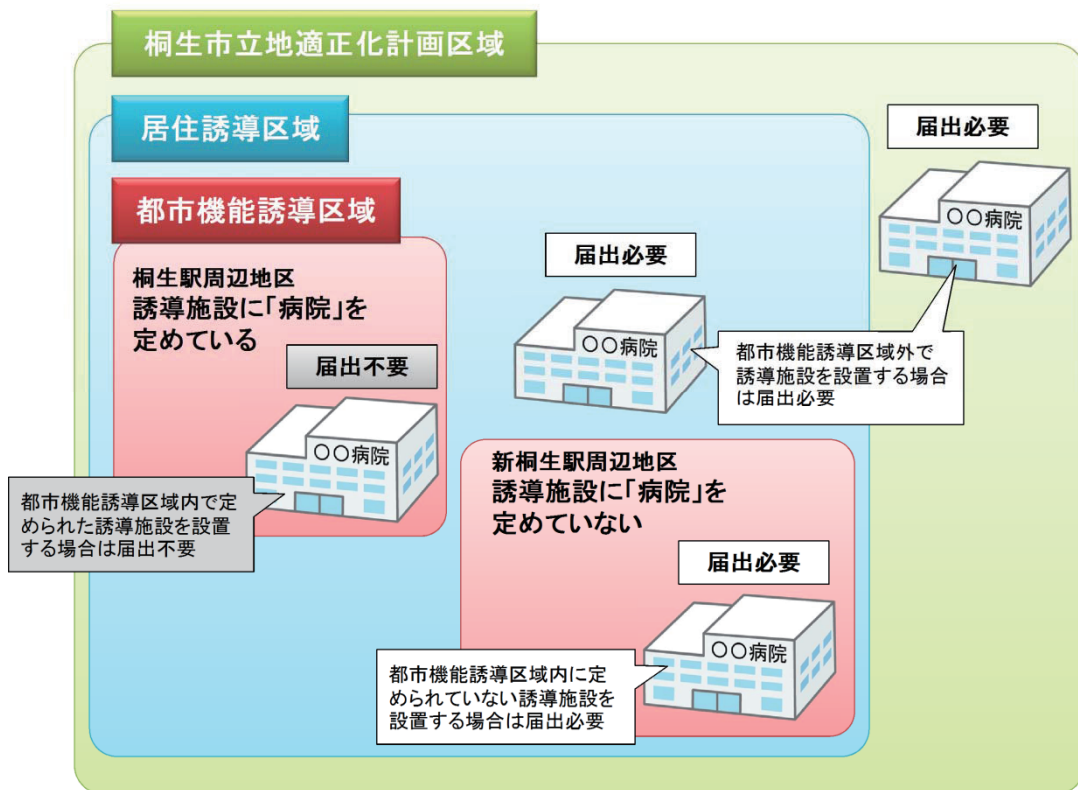 桐生市立地適正化計画区域
居住誘導区域
都市機能誘導区域
桐生駅周辺地区
誘導施設に「病院」を
定めている
届出不要
〇〇病院
都市機能誘導区域内で定
められた誘導施設を設置
する場合は届出不要
届出必要
〇〇病院
届出必要
〇〇病院
都市機能誘導区域外で
誘導施設を設置する場合
は届出必要
新桐生駅周辺地区
誘導施設に「病院」を
定めていない
届出必要
〇〇病院
都市機能誘導区域内に定
められていない誘導施設を
設置する場合は届出必要